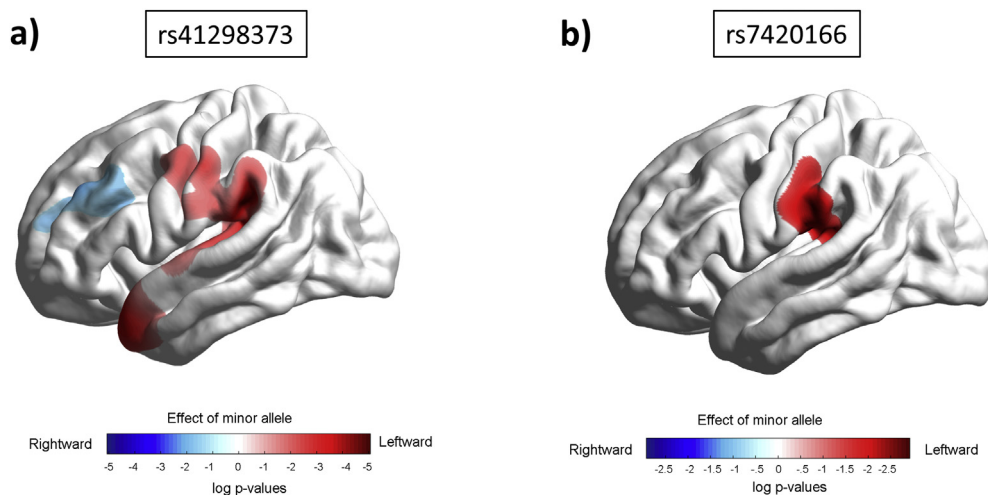 a)
rs41298373
b)
rs7420166
Effect of minor allele
Rightward
Leftward
-5 -4 -3 -2 -1 0 -1 -2 -3 -4 -5
log p-values
Effect of minor allele
Rightward
Leftward
-2.5 -2 -1.5 -1 -.5 0 -.5 -1 -1.5 -2 -2.5
log p-values